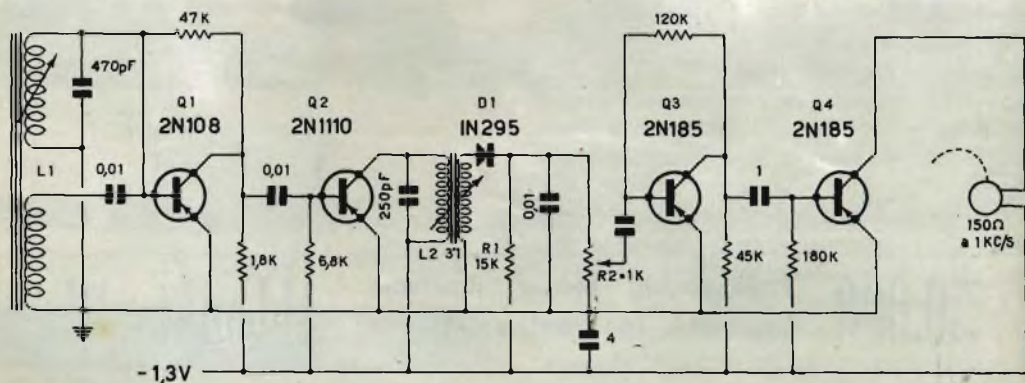 47K
470pF
Q1
2N108
Q2
2N1110
D1
IN295
120K
Q3
2N185
Q4
2N185
L1
0,01
0,01
250pF
0,01
1
1,8K
6,8K
L2 37
R1
15K
R2=1K
45K
180K
150Ω
a 1KC/S
4
-1,3V